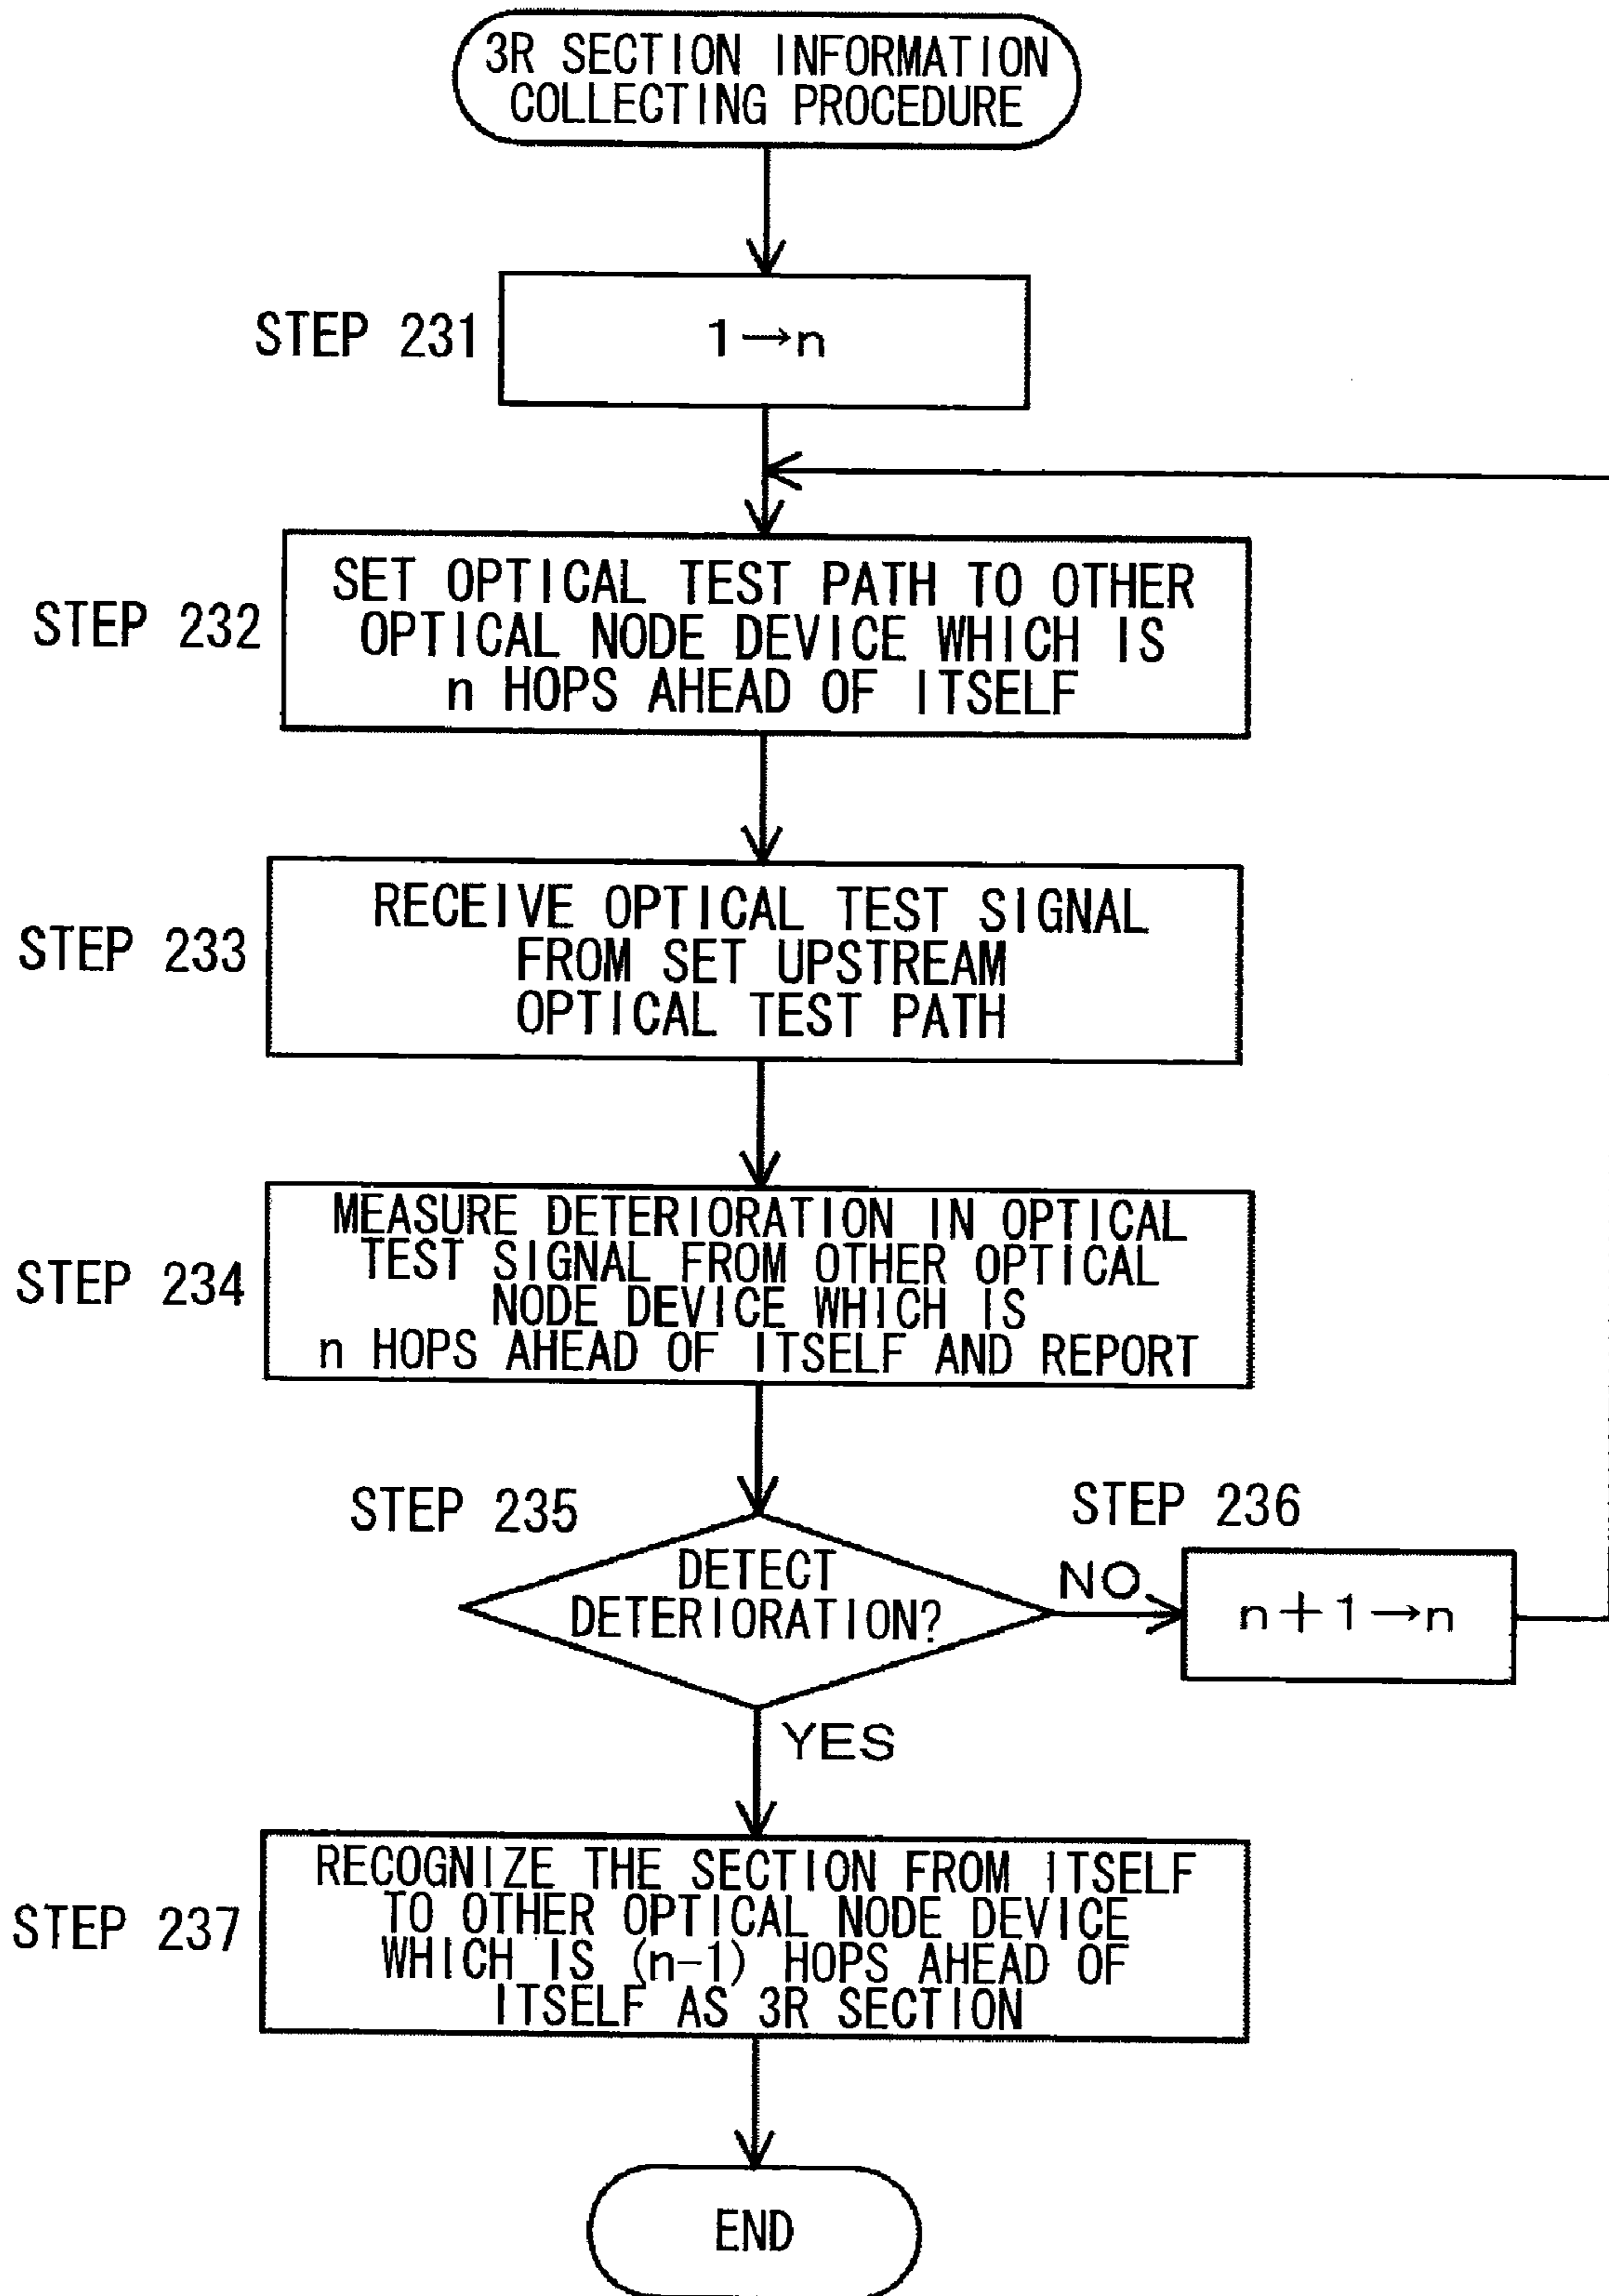 3R SECTION INFORMATION
COLLECTING PROCEDURE
STEP 231
1→n
STEP 232
SET OPTICAL TEST PATH TO OTHER
OPTICAL NODE DEVICE WHICH IS
n HOPS AHEAD OF ITSELF
STEP 233
RECEIVE OPTICAL TEST SIGNAL
FROM SET UPSTREAM
OPTICAL TEST PATH
STEP 234
MEASURE DETERIORATION IN OPTICAL
TEST SIGNAL FROM OTHER OPTICAL
NODE DEVICE WHICH IS
n HOPS AHEAD OF ITSELF AND REPORT
STEP 235
DETECT
DETERIORATION?
NO
STEP 236
n+1→n
YES
STEP 237
RECOGNIZE THE SECTION FROM ITSELF
TO OTHER OPTICAL NODE DEVICE
WHICH IS (n-1) HOPS AHEAD OF
ITSELF AS 3R SECTION
END